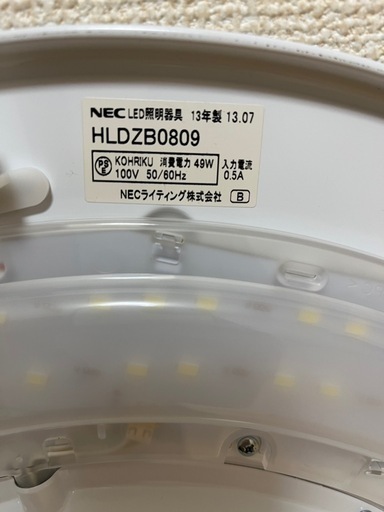 NEC LED照明器具 13年製 13.07
HLDZB0809
PS E KOHRIKU 消費電力 49W 入力電流
100V 50/60Hz 0.5A
NECライティング株式会社 B